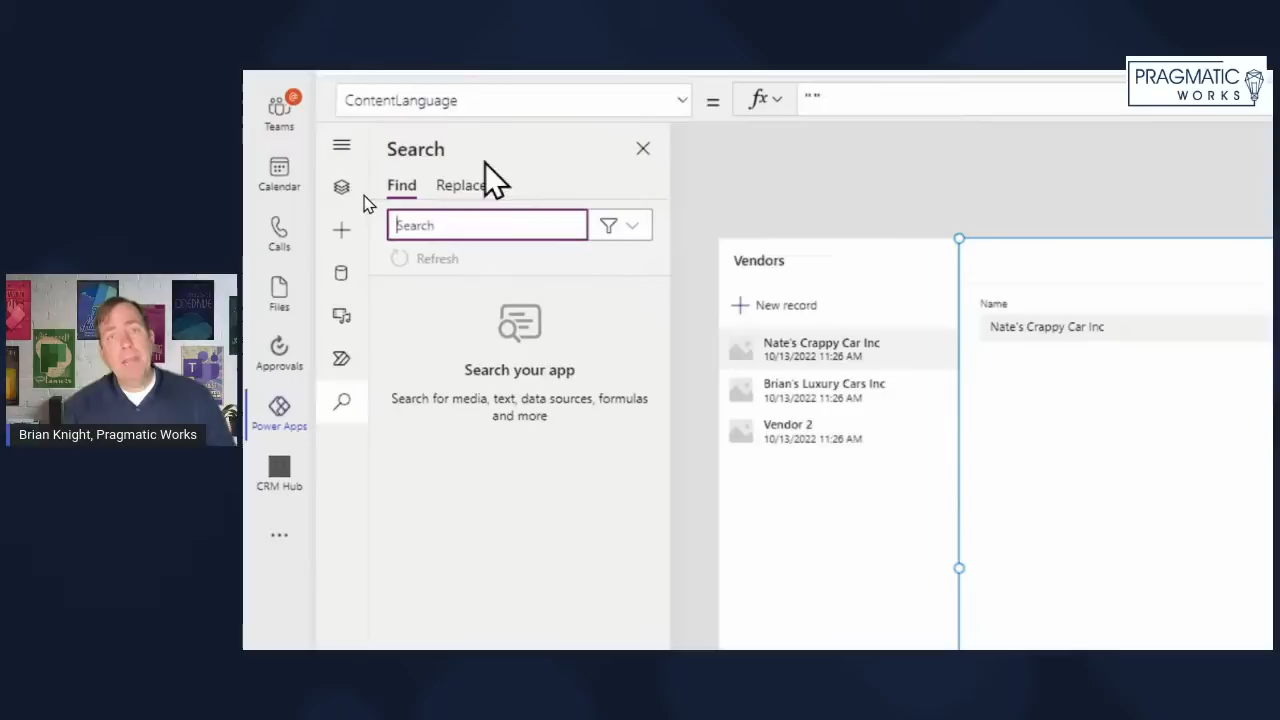 PRAGMATIC
WORKS
ContentLanguage
=
fx
""
Teams
Calendar
Calls
Files
Approvals
Power Apps
CRM Hub
Search
Find
Replace
Search
Refresh
Search your app
Search for media, text, data sources, formulas
and more
Vendors
New record
Nate's Crappy Car Inc
10/13/2022 11:26 AM
Brian's Luxury Cars Inc
10/13/2022 11:26 AM
Vendor 2
10/13/2022 11:26 AM
Name
Nate's Crappy Car Inc
Brian Knight, Pragmatic Works